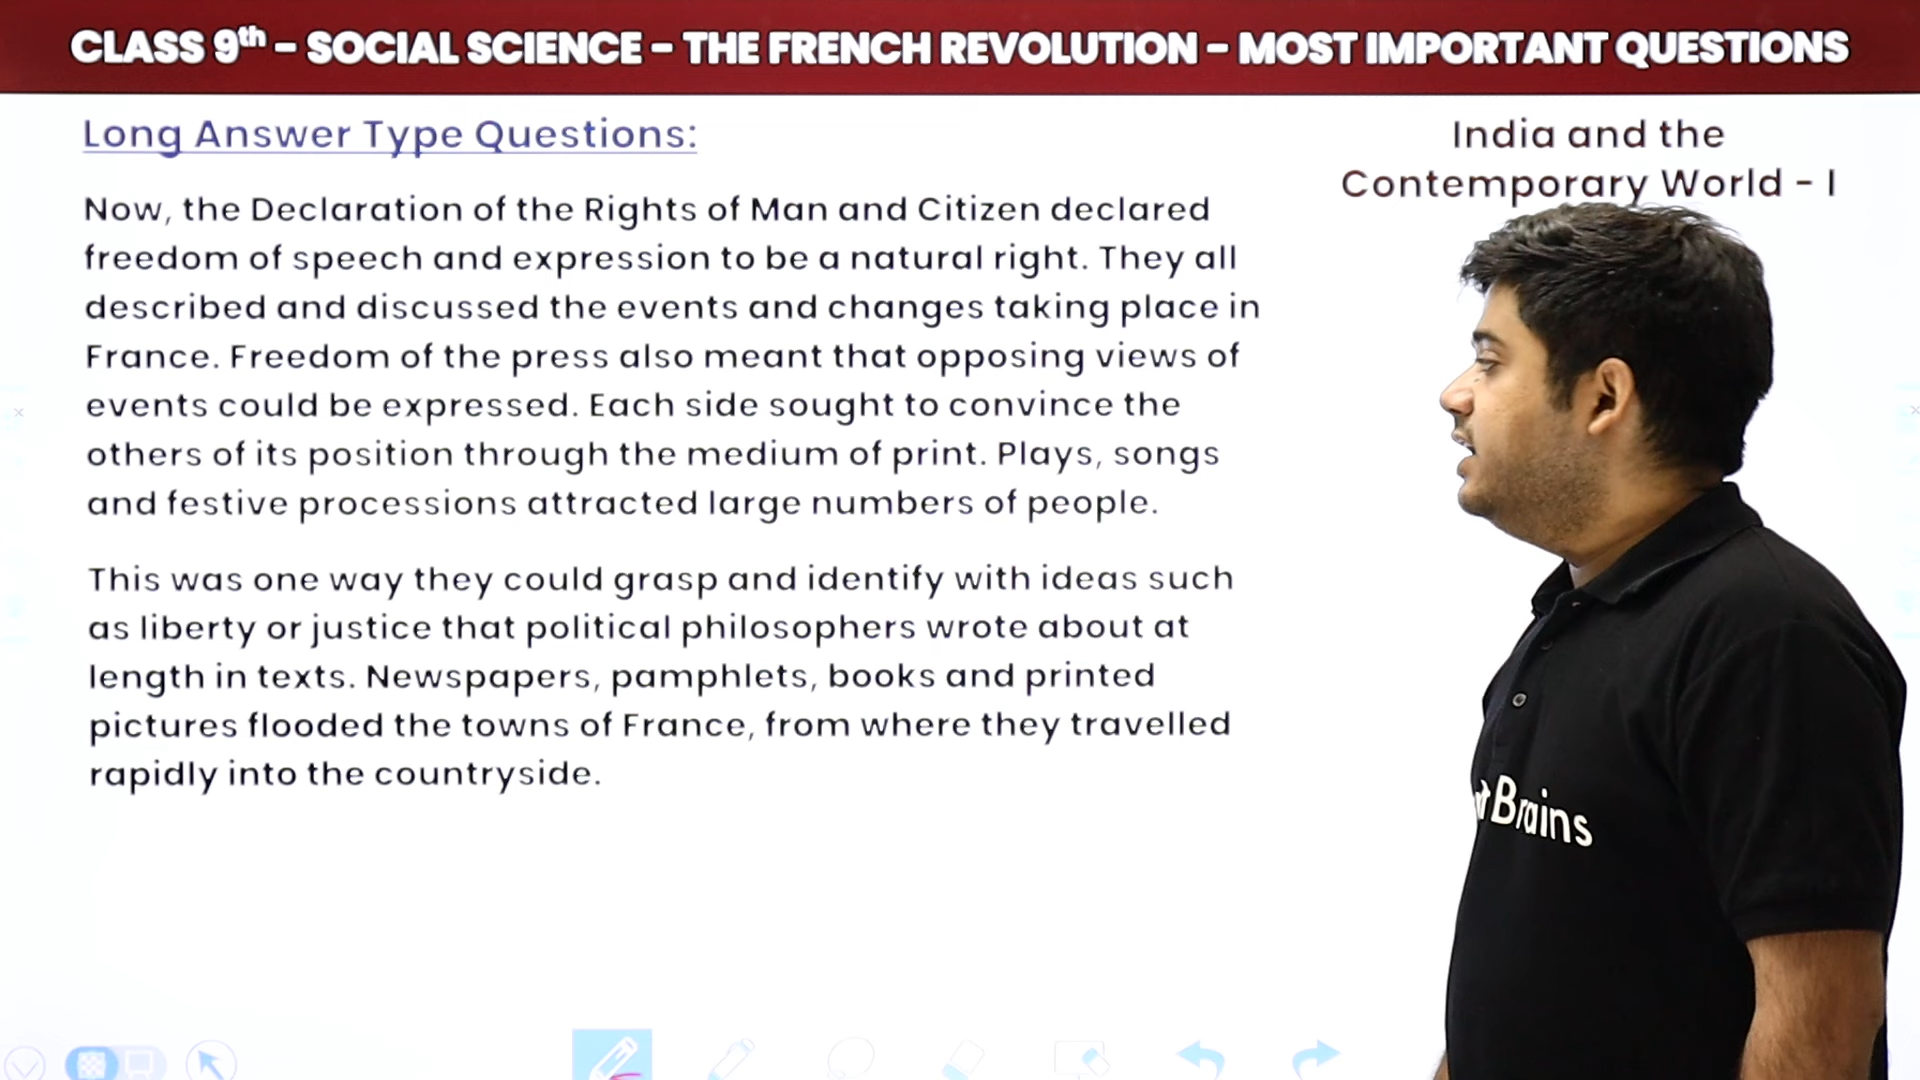 CLASS 9th – SOCIAL SCIENCE – THE FRENCH REVOLUTION – MOST IMPORTANT QUESTIONS
Long Answer Type Questions:
India and the
Contemporary World - I
Now, the Declaration of the Rights of Man and Citizen declared
freedom of speech and expression to be a natural right. They all
described and discussed the events and changes taking place in
France. Freedom of the press also meant that opposing views of
events could be expressed. Each side sought to convince the
others of its position through the medium of print. Plays, songs
and festive processions attracted large numbers of people.
This was one way they could grasp and identify with ideas such
as liberty or justice that political philosophers wrote about at
length in texts. Newspapers, pamphlets, books and printed
pictures flooded the towns of France, from where they travelled
rapidly into the countryside.
Brains